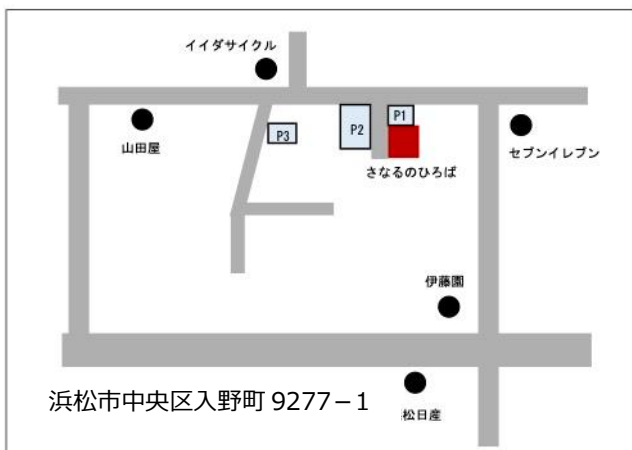 イイダサイクル
P1
P2
P3
山田屋
セブンイレブン
さなるのひろば
伊藤園
浜松市中央区入野町 9277－1
松日産